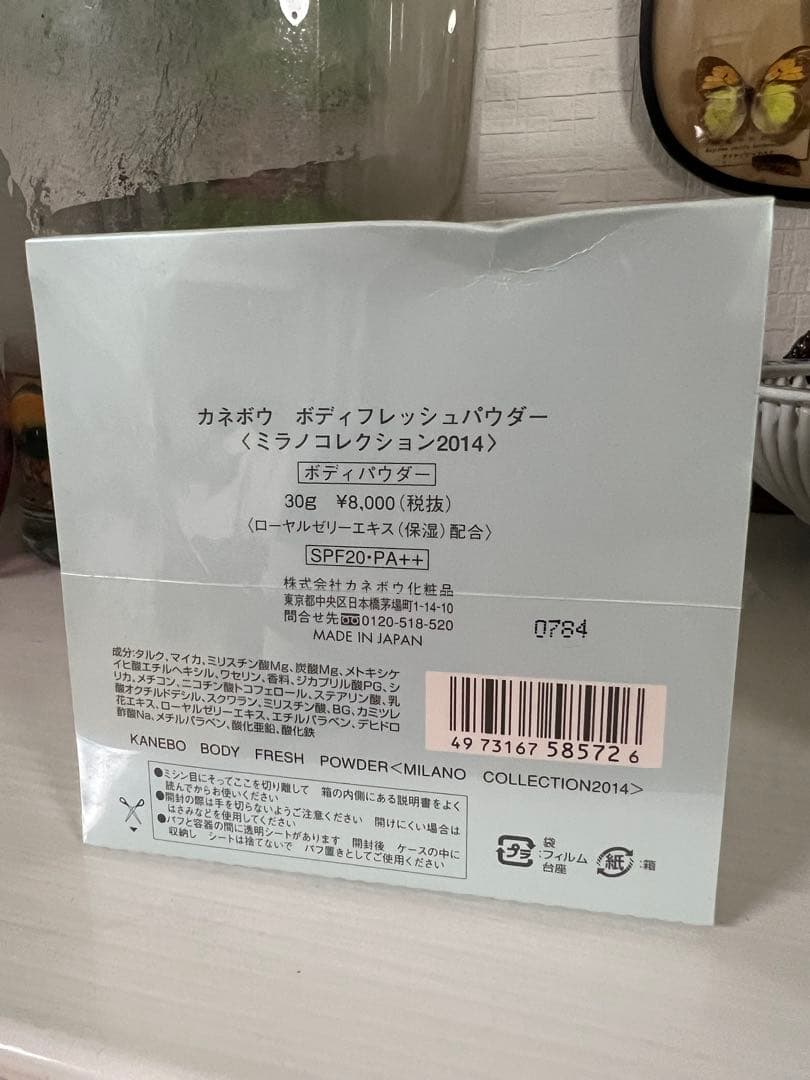 カネボウ　ボディフレッシュパウダー
〈ミラノコレクション2014〉
ボディパウダー
30g　¥8,000(税抜)
〈ローヤルゼリーエキス(保湿)配合〉
SPF20・PA++
株式会社カネボウ化粧品
東京都中央区日本橋茅場町1-14-10
問合せ先 0120-518-520
MADE IN JAPAN
0784
成分:タルク、マイカ、ミリスチン酸Mg、炭酸Mg、メトキシケ
イヒ酸エチルヘキシル、ワセリン、香料、ジカプリル酸PG、シ
リカ、メチコン、ニコチン酸トコフェロール、ステアリン酸、乳
酸オクチルドデシル、スクワラン、ミリスチン酸、BG、カミツレ
花エキス、ローヤルゼリーエキス、エチルパラベン、デヒドロ
酢酸Na、メチルパラベン、酸化亜鉛、酸化鉄
4 973167 585726
KANEBO BODY FRESH POWDER<MILANO COLLECTION2014>
●ミシン目にそってここを切り離して　箱の内側にある説明書をよく
読んでからお使いください
●開封の際は手を切らないようご注意ください　開けにくい場合は
はさみなどを使用してください
●パフと容器の間に透明シートがあります　開封後　ケースの中に
収納し　シートは捨てないで　パフ置きとしてご使用ください
プラ
袋
:フィルム
台座
紙 :箱